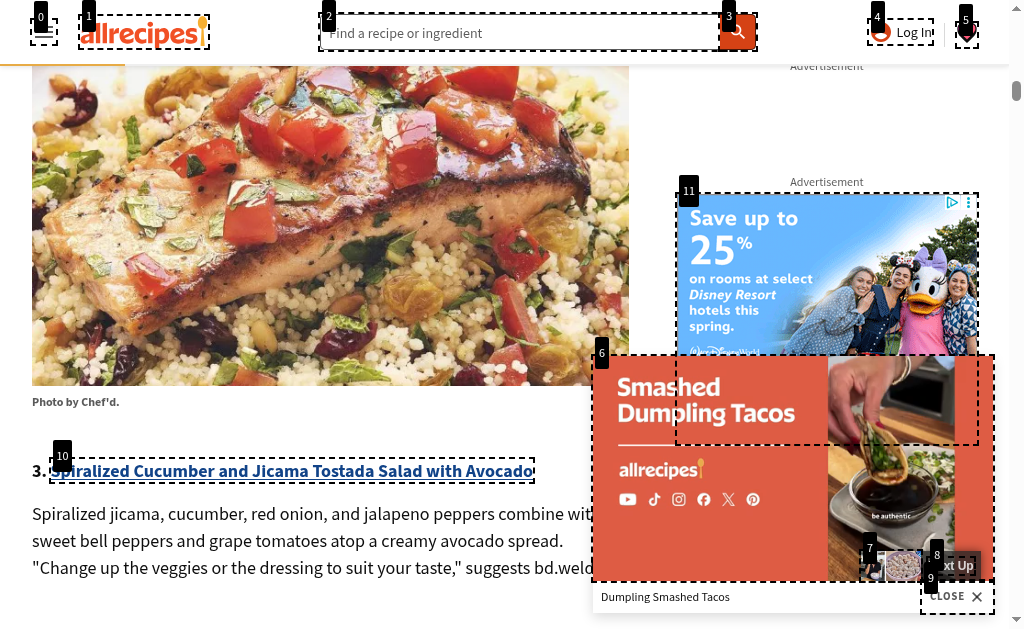 0
1
allrecipes
2
Find a recipe or ingredient
3
4
Log In
5
Advertisement
Advertisement
11
Save up to
25%
on rooms at select
Disney Resort
hotels this
spring.
Walt Disney World
6
Smashed
Dumpling Tacos
allrecipes
be authentic
7
8
xt Up
9
Dumpling Smashed Tacos
CLOSE
Photo by Chef'd.
10
3. Spiralized Cucumber and Jicama Tostada Salad with Avocado
Spiralized jicama, cucumber, red onion, and jalapeno peppers combine wit
sweet bell peppers and grape tomatoes atop a creamy avocado spread.
"Change up the veggies or the dressing to suit your taste," suggests bd.weld